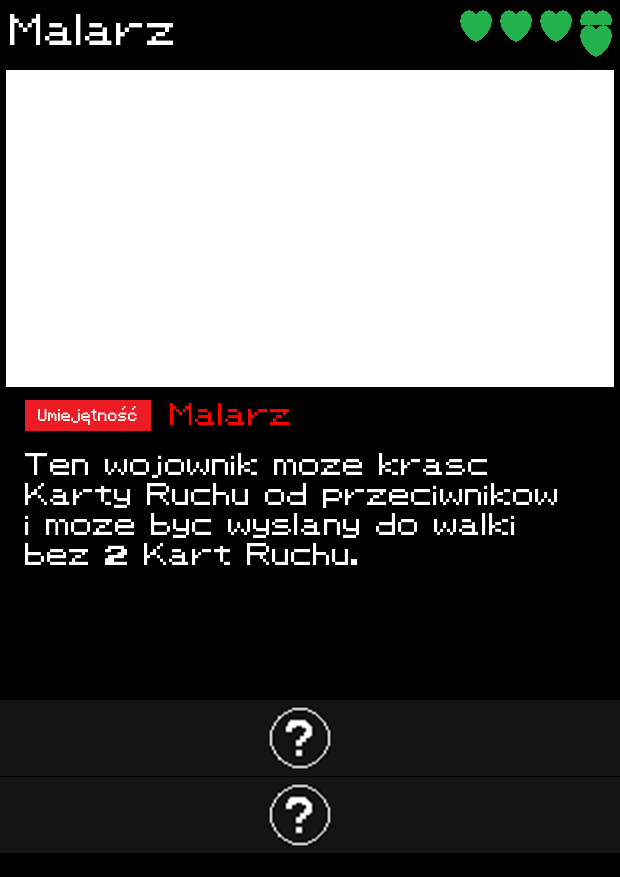 Malarz
Umiejętność Malarz
Ten wojownik moze krasc
Karty Ruchu od przeciwnikow
i moze byc wyslany do walki
bez 2 Kart Ruchu.
?
?